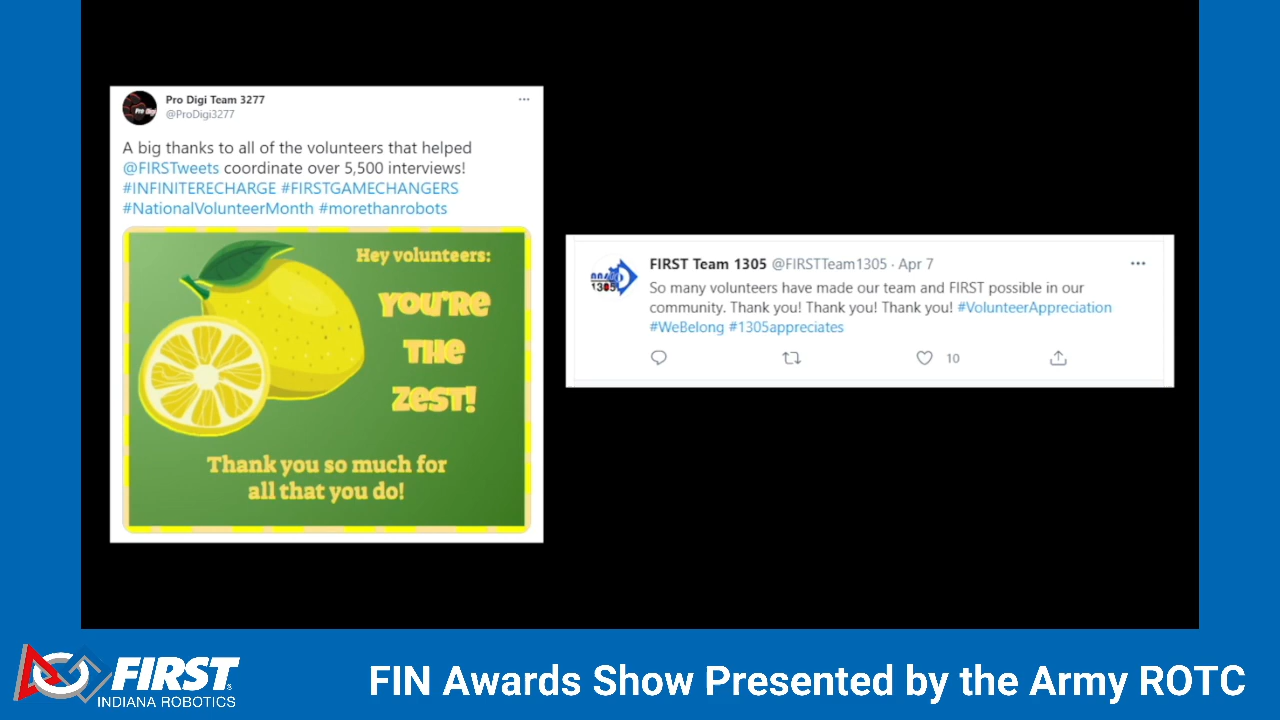 Pro Digi Team 3277
@ProDigi3277
A big thanks to all of the volunteers that helped
@FIRSTweets coordinate over 5,500 interviews!
#INFINITERECHARGE #FIRSTGAMECHANGERS
#NationalVolunteerMonth #morethanrobots
Hey volunteers:
YOU'RE
THE
ZEST!
Thank you so much for
all that you do!
FIRST Team 1305 @FIRSTTeam1305 · Apr 7
So many volunteers have made our team and FIRST possible in our
community. Thank you! Thank you! Thank you! #VolunteerAppreciation
#WeBelong #1305appreciates
10
1305
FIRST
INDIANA ROBOTICS
FIN Awards Show Presented by the Army ROTC